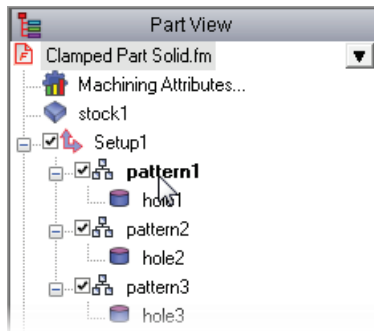 Part View
Clamped Part Solid.fm
Machining Attributes...
stock1
Setup1
pattern1
hole1
pattern2
hole2
pattern3
hole3